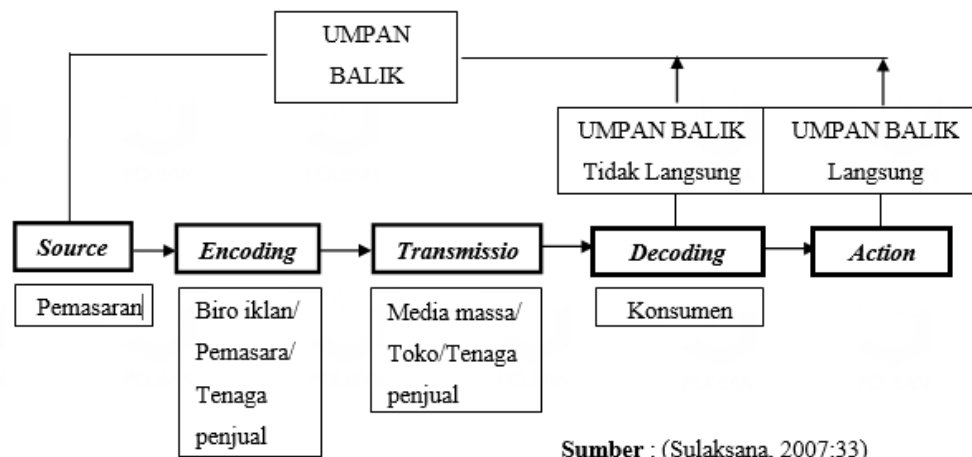 UMPAN
BALIK
UMPAN BALIK
Tidak Langsung
UMPAN BALIK
Langsung
Source
Encoding
Transmissio
Decoding
Action
Pemasaran
Biro iklan/
Pemasara/
Tenaga
penjual
Media massa/
Toko/Tenaga
penjual
Konsumen
Sumber : (Sulaksana, 2007:33)